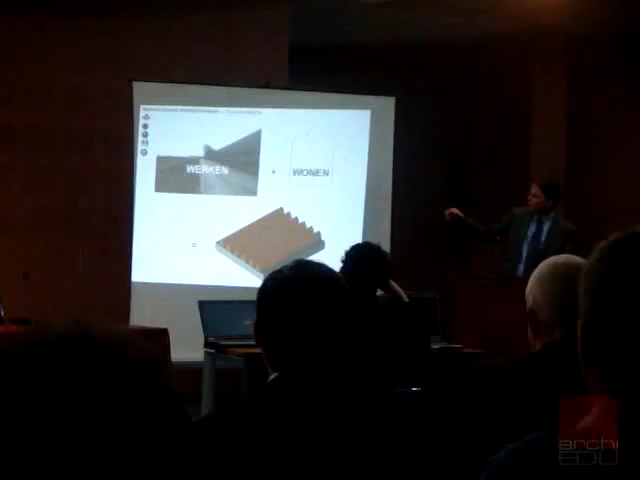 WERKEN + WONEN
=
archi
EDU